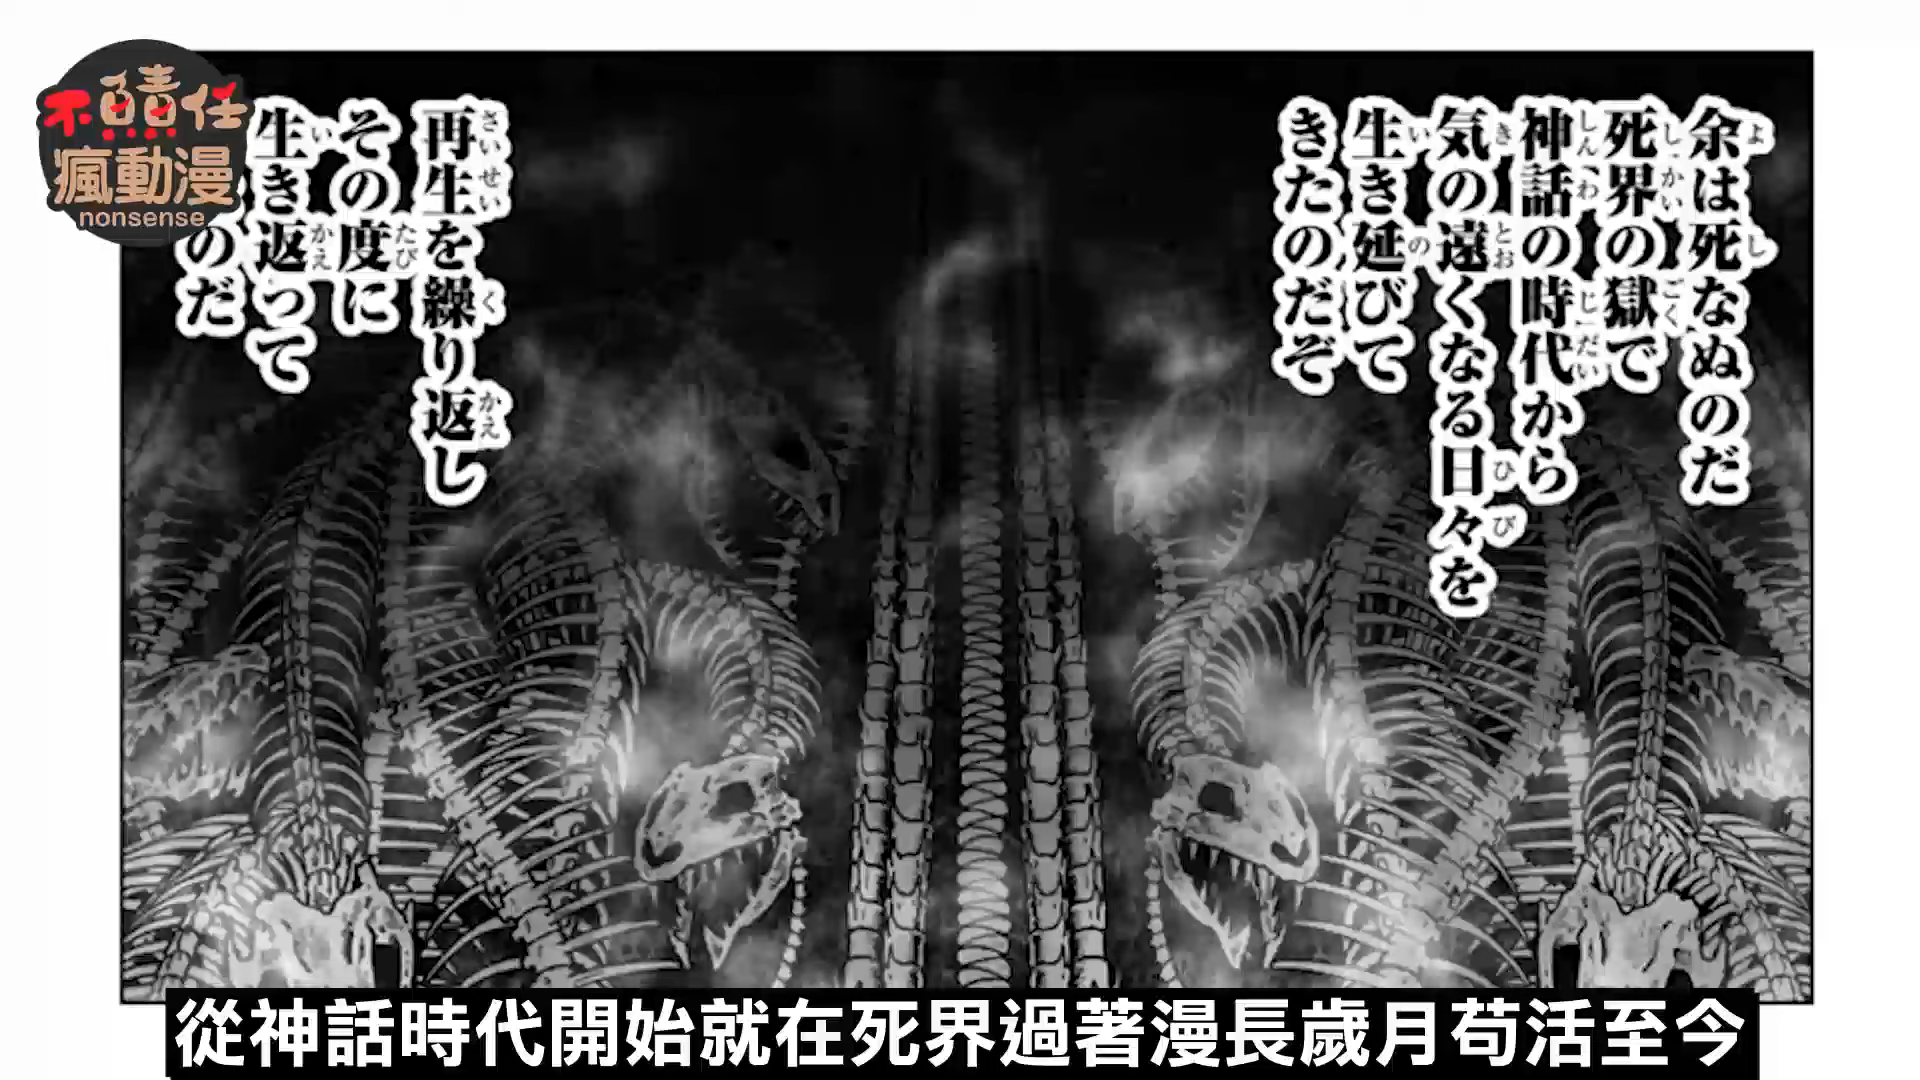 不負責任
瘋動漫
nonsense
余は死なぬのだ
死界の獄で
神話の時代から
気の遠くなる日々を
生き延びて
きたのだぞ
再生を繰り返し
その度に
生き返って
のだ
從神話時代開始就在死界過著漫長歲月苟活至今